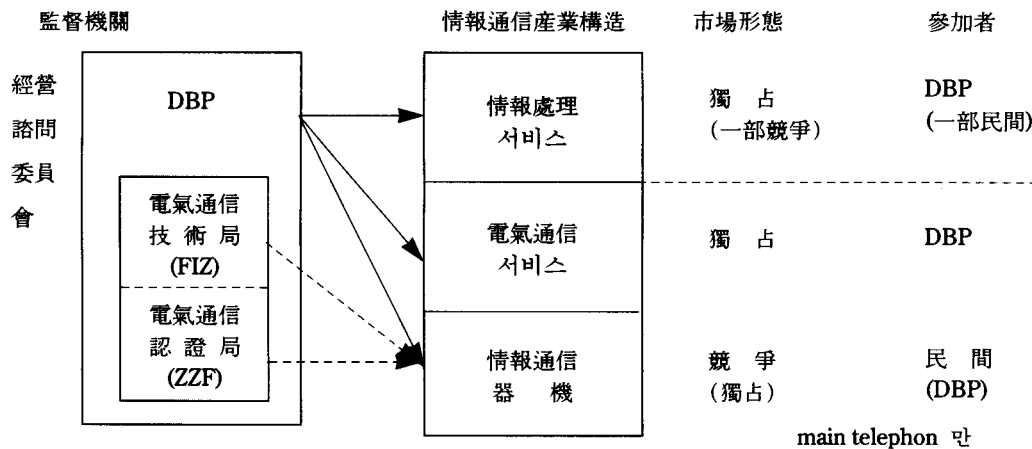 監督機關 情報通信産業構造 市場形態 參加者
經營
諮問
委員
會
DBP
電氣通信
技術局
(FIZ)
電氣通信
認證局
(ZZF)
情報處理
서비스
獨占
(一部競爭)
DBP
(一部民間)
電氣通信
서비스
獨占
DBP
情報通信
器機
競爭
(獨占)
民間
(DBP)
main telephon 만